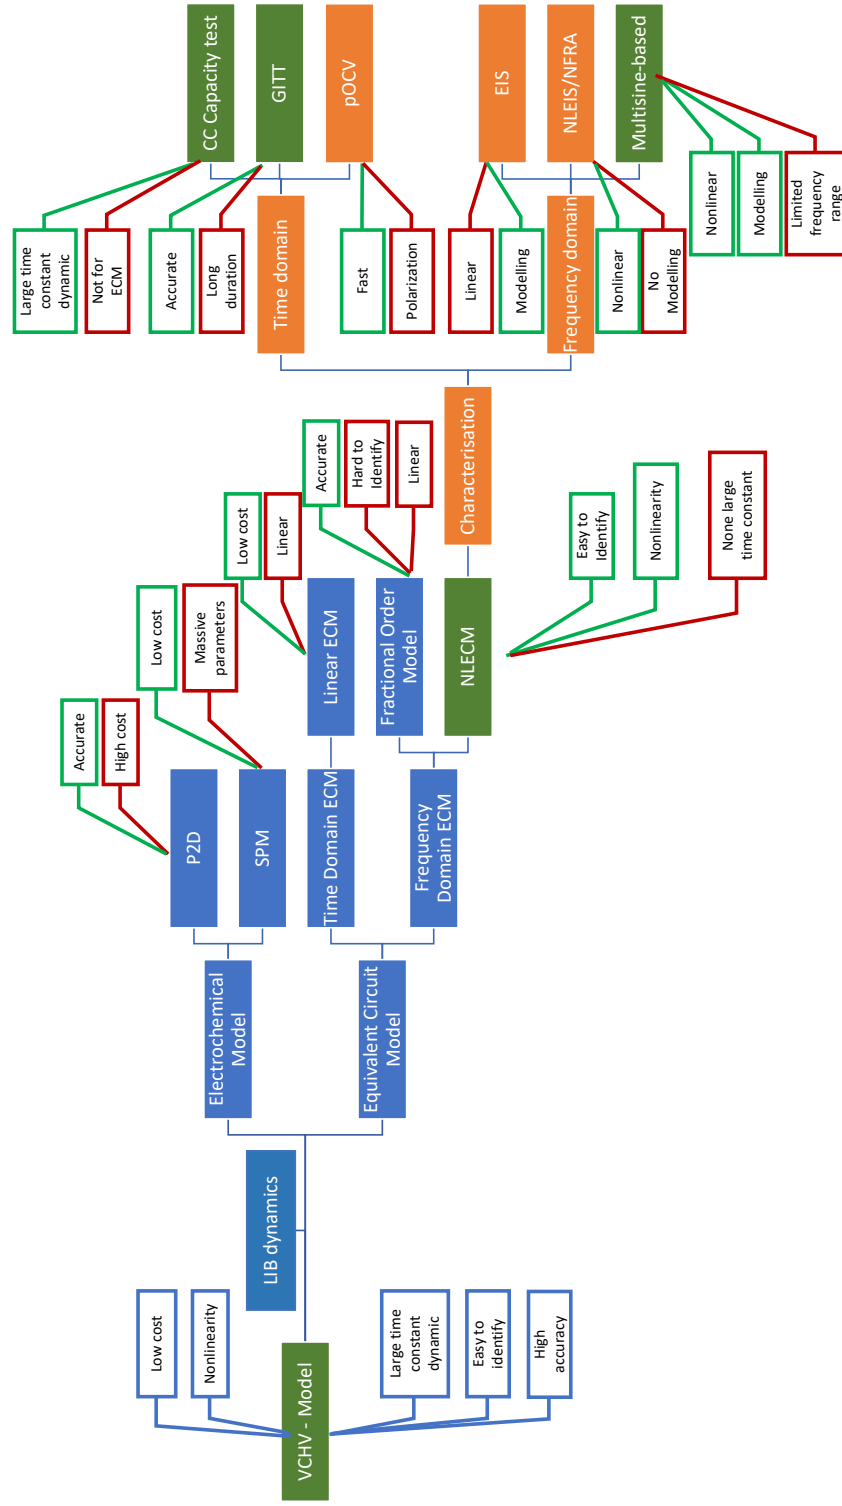 VCHV - Model
Low cost
Nonlinearity
Large time
constant
dynamic
Easy to
identify
High
accuracy
LIB dynamics
Electrochemical
Model
Equivalent Circuit
Model
P2D
Accurate
High cost
SPM
Low cost
Massive
parameters
Time Domain ECM
Frequency
Domain ECM
Linear ECM
Low cost
Linear
Fractional Order
Model
Accurate
Hard to
Identify
Linear
NLECM
Easy to
Identify
Nonlinearity
None large
time constant
Characterisation
Time domain
Frequency domain
CC Capacity test
Large time
constant
dynamic
Not for
ECM
GITT
Accurate
Long
duration
pOCV
Fast
Polarization
EIS
Linear
Modelling
NLEIS/NFRA
Nonlinear
No
Modelling
Multisine-based
Nonlinear
Modelling
Limited
frequency
range